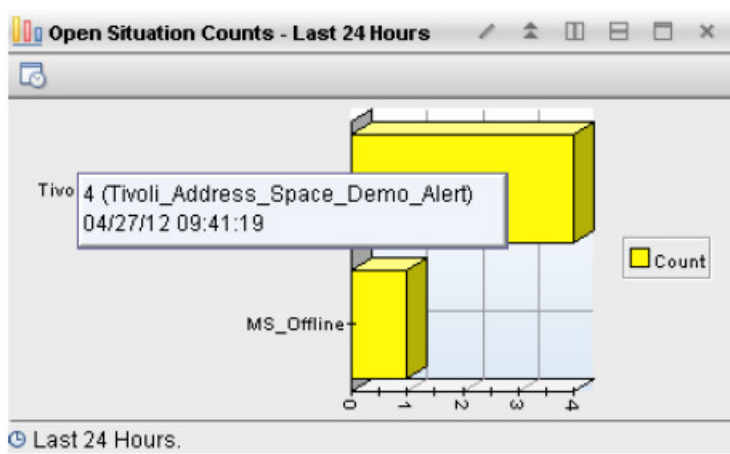 Open Situation Counts - Last 24 Hours
Tivo
4 (Tivoli_Address_Space_Demo_Alert)
04/27/12 09:41:19
Count
MS_Offline
0 1 2 3 4
Last 24 Hours.